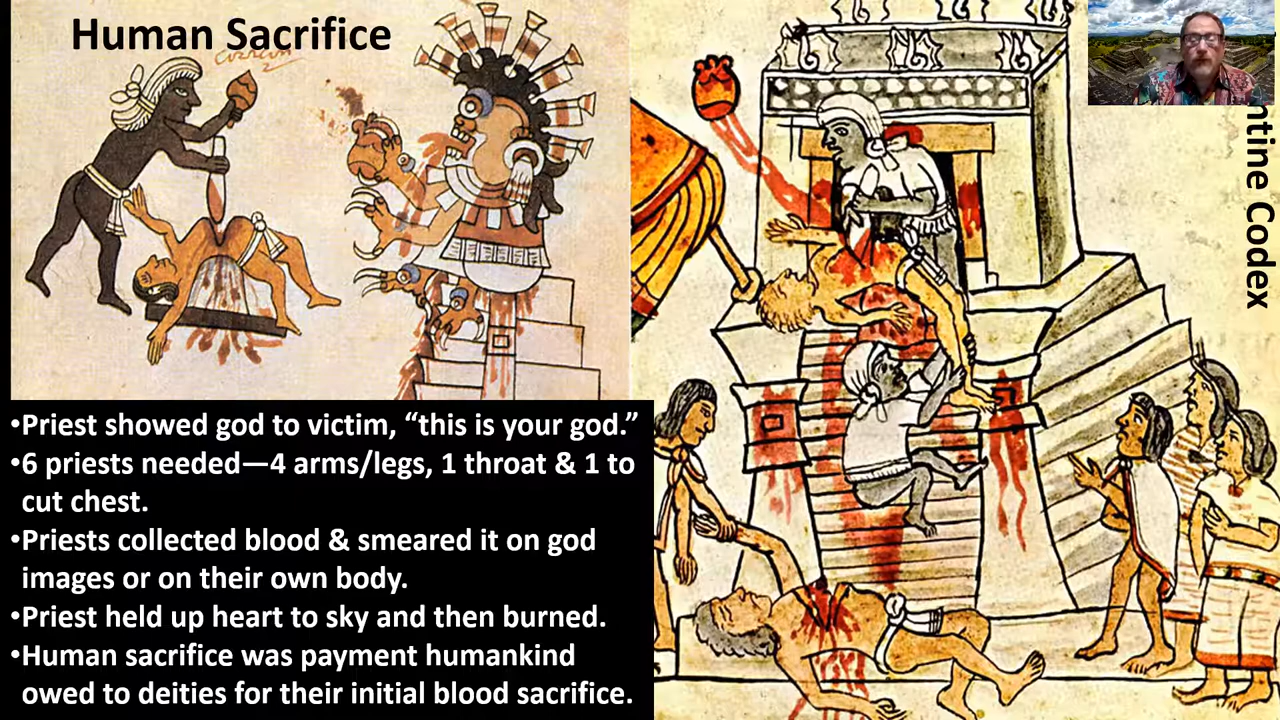 Human Sacrifice
•Priest showed god to victim, “this is your god.”
•6 priests needed—4 arms/legs, 1 throat & 1 to
cut chest.
•Priests collected blood & smeared it on god
images or on their own body.
•Priest held up heart to sky and then burned.
•Human sacrifice was payment humankind
owed to deities for their initial blood sacrifice.
Codex